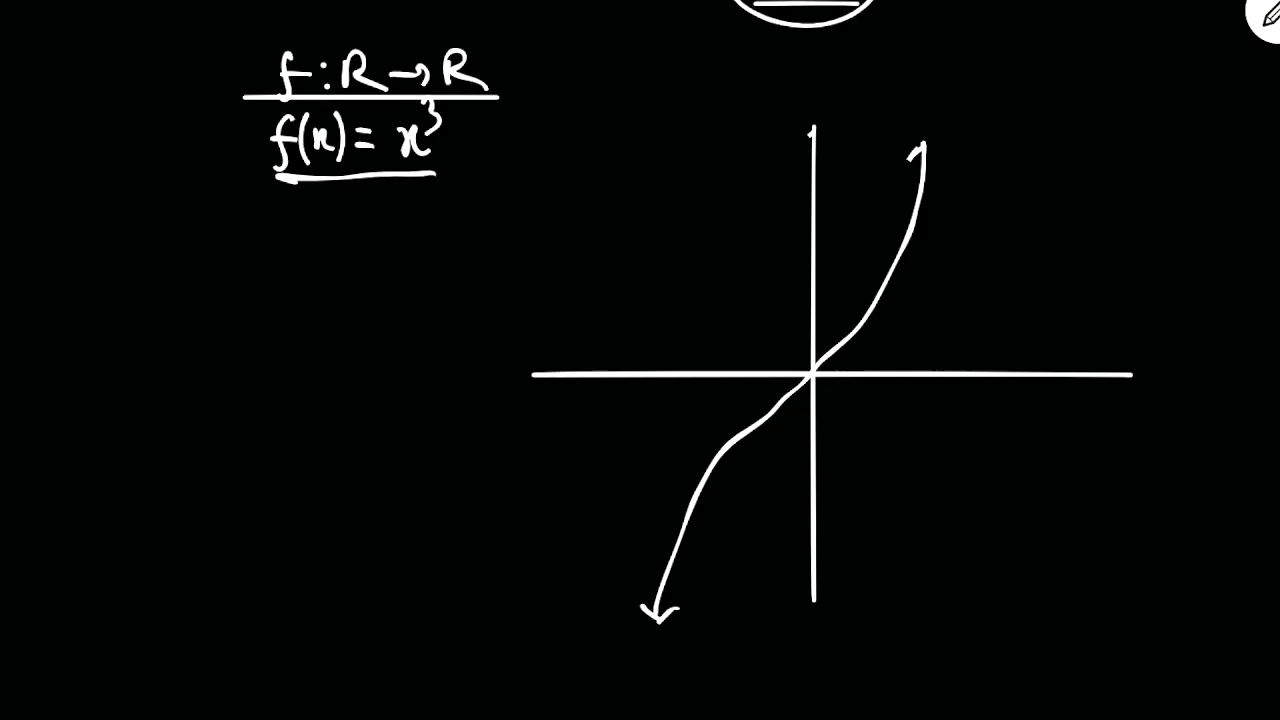 f : R → R
f(x) = x³